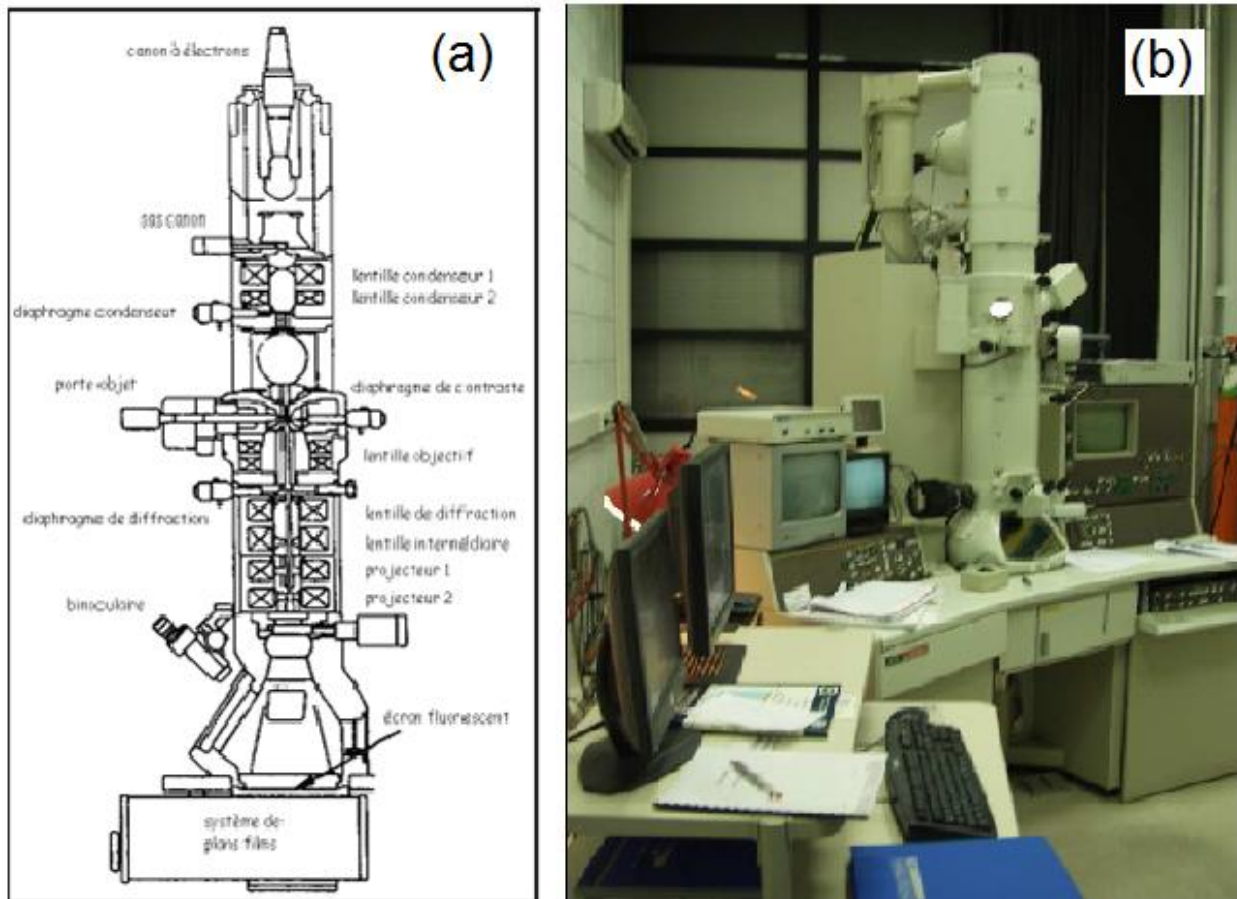 (a)
canon à électrons
sas canon
lentille condenseur 1
lentille condenseur 2
diaphragme condenseur
porte objet
diaphragme de contraste
lentille objectif
diaphragmes de diffraction
lentille de diffraction
lentille intermédiaire
projecteur 1
projecteur 2
binoculaire
écran fluorescent
système de
plans films
(b)